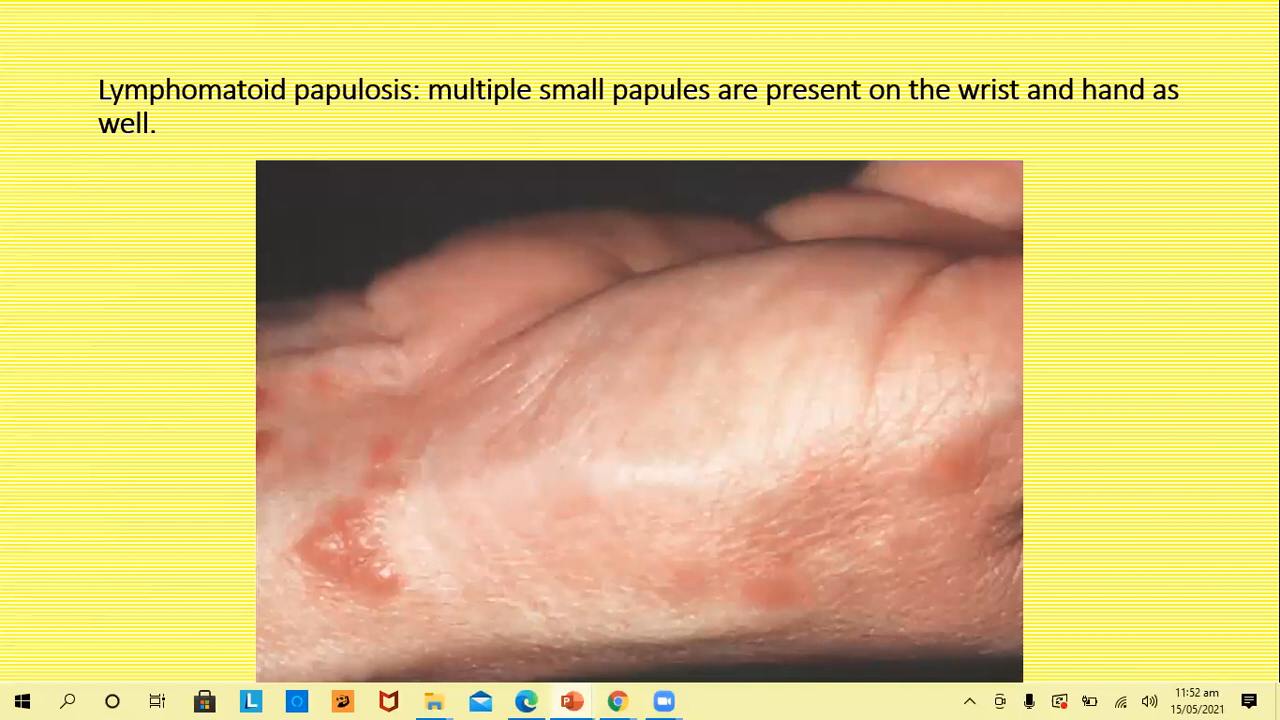 Lymphomatoid papulosis: multiple small papules are present on the wrist and hand as
well.
11:52 am
15/05/2021